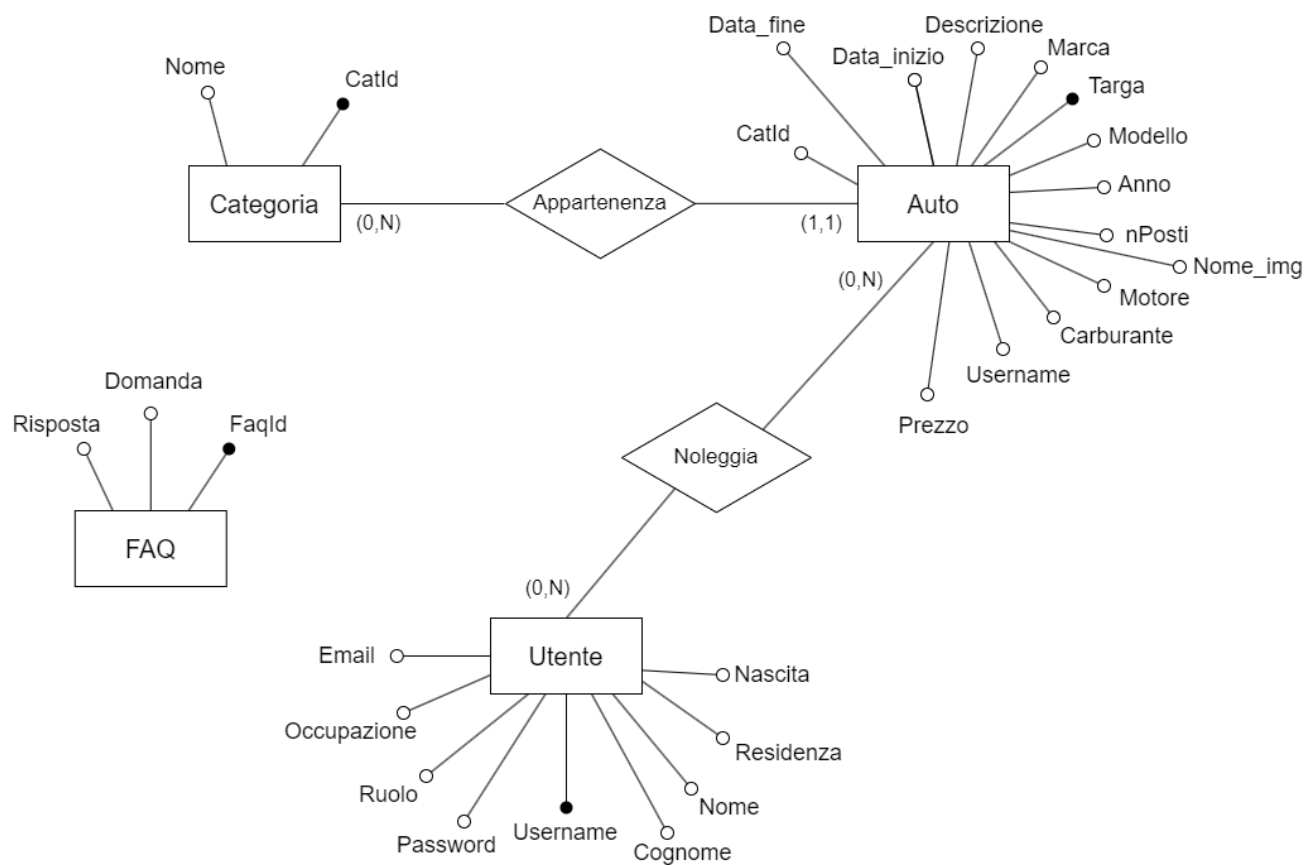 Data_fine
Descrizione
Data_inizio
Marca
Nome
CatId
Targa
CatId
Modello
Categoria
Appartenenza
Auto
Anno
(0,N)
(1,1)
nPosti
(0,N)
Nome_img
Motore
Carburante
Username
Prezzo
Domanda
Risposta
FaqId
FAQ
Noleggia
(0,N)
Email
Utente
Nascita
Occupazione
Residenza
Ruolo
Nome
Password
Username
Cognome